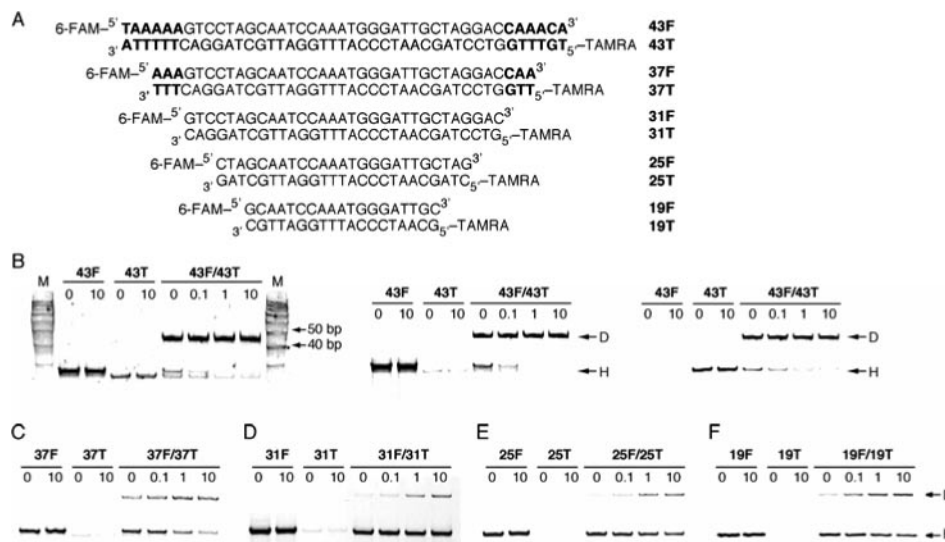 A
6-FAM–5'TAAAAAGTCCTAGCAATCCAAATGGGATTGCTAGGACCAAACA3' 43F
3'ATTTTTCAGGATCGTTAGGTTTACCCTAACGATCCTGGTTTGT5'–TAMRA 43T
6-FAM–5'AAAGTCCTAGCAATCCAAATGGGATTGCTAGGACCAA3' 37F
3'TTTCAGGATCGTTAGGTTTACCCTAACGATCCTGGTT5'–TAMRA 37T
6-FAM–5'GTCCTAGCAATCCAAATGGGATTGCTAGGAC3' 31F
3'CAGGATCGTTAGGTTTACCCTAACGATCCTG5'–TAMRA 31T
6-FAM–5'CTAGCAATCCAAATGGGATTGCTAG3' 25F
3'GATCGTTAGGTTTACCCTAACGATC5'–TAMRA 25T
6-FAM–5'GCAATCCAAATGGGATTGC3' 19F
3'CGTTAGGTTTACCCTAACG5'–TAMRA 19T
B
M 43F 43T 43F/43T M
0 10 0 10 0 0.1 1 10
50 bp
40 bp
43F 43T 43F/43T
0 10 0 10 0 0.1 1 10
D
H
43F 43T 43F/43T
0 10 0 10 0 0.1 1 10
D
H
C
37F 37T 37F/37T
0 10 0 10 0 0.1 1 10
D
31F 31T 31F/31T
0 10 0 10 0 0.1 1 10
E
25F 25T 25F/25T
0 10 0 10 0 0.1 1 10
F
19F 19T 19F/19T
0 10 0 10 0 0.1 1 10